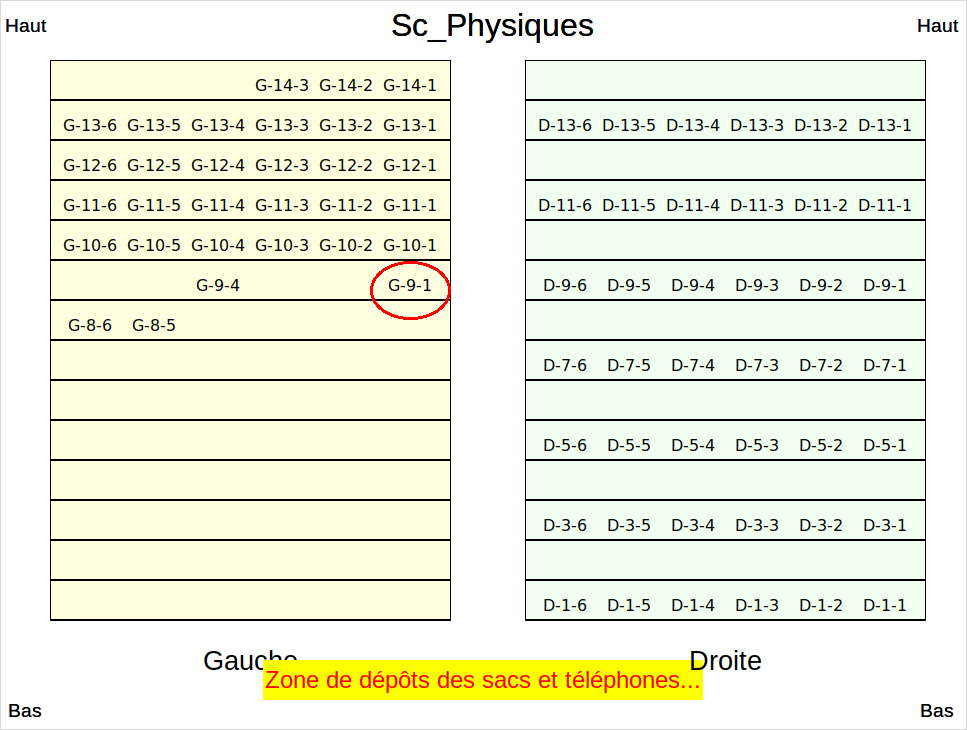 Sc_Physiques
Haut Haut
G-14-3 G-14-2 G-14-1
G-13-6 G-13-5 G-13-4 G-13-3 G-13-2 G-13-1 D-13-6 D-13-5 D-13-4 D-13-3 D-13-2 D-13-1
G-12-6 G-12-5 G-12-4 G-12-3 G-12-2 G-12-1
G-11-6 G-11-5 G-11-4 G-11-3 G-11-2 G-11-1 D-11-6 D-11-5 D-11-4 D-11-3 D-11-2 D-11-1
G-10-6 G-10-5 G-10-4 G-10-3 G-10-2 G-10-1
G-9-4 G-9-1 D-9-6 D-9-5 D-9-4 D-9-3 D-9-2 D-9-1
G-8-6 G-8-5
D-7-6 D-7-5 D-7-4 D-7-3 D-7-2 D-7-1
D-5-6 D-5-5 D-5-4 D-5-3 D-5-2 D-5-1
D-3-6 D-3-5 D-3-4 D-3-3 D-3-2 D-3-1
D-1-6 D-1-5 D-1-4 D-1-3 D-1-2 D-1-1
Gauche Droite
Zone de dépôts des sacs et téléphones...
Bas Bas